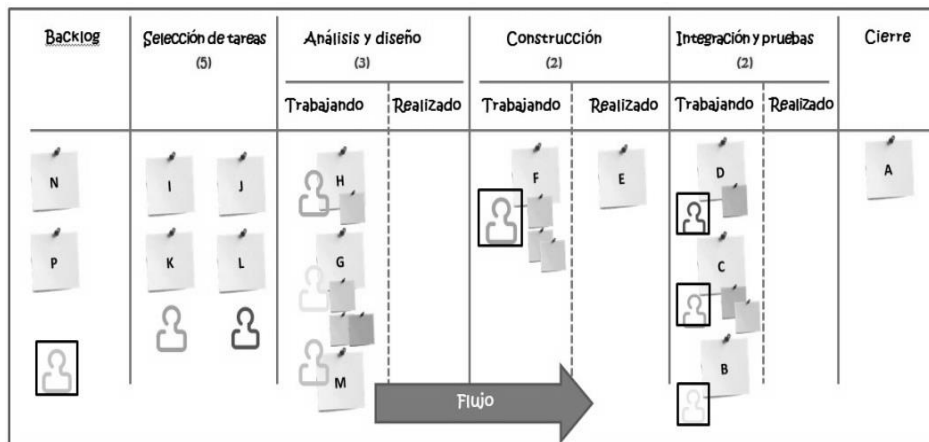 Backlog
Selección de tareas
(5)
Análisis y diseño
(3)
Construcción
(2)
Integración y pruebas
(2)
Cierre
Trabajando
Realizado
Trabajando
Realizado
Trabajando
Realizado
N
I
J
H
F
E
D
A
P
K
L
G
C
M
B
Flujo